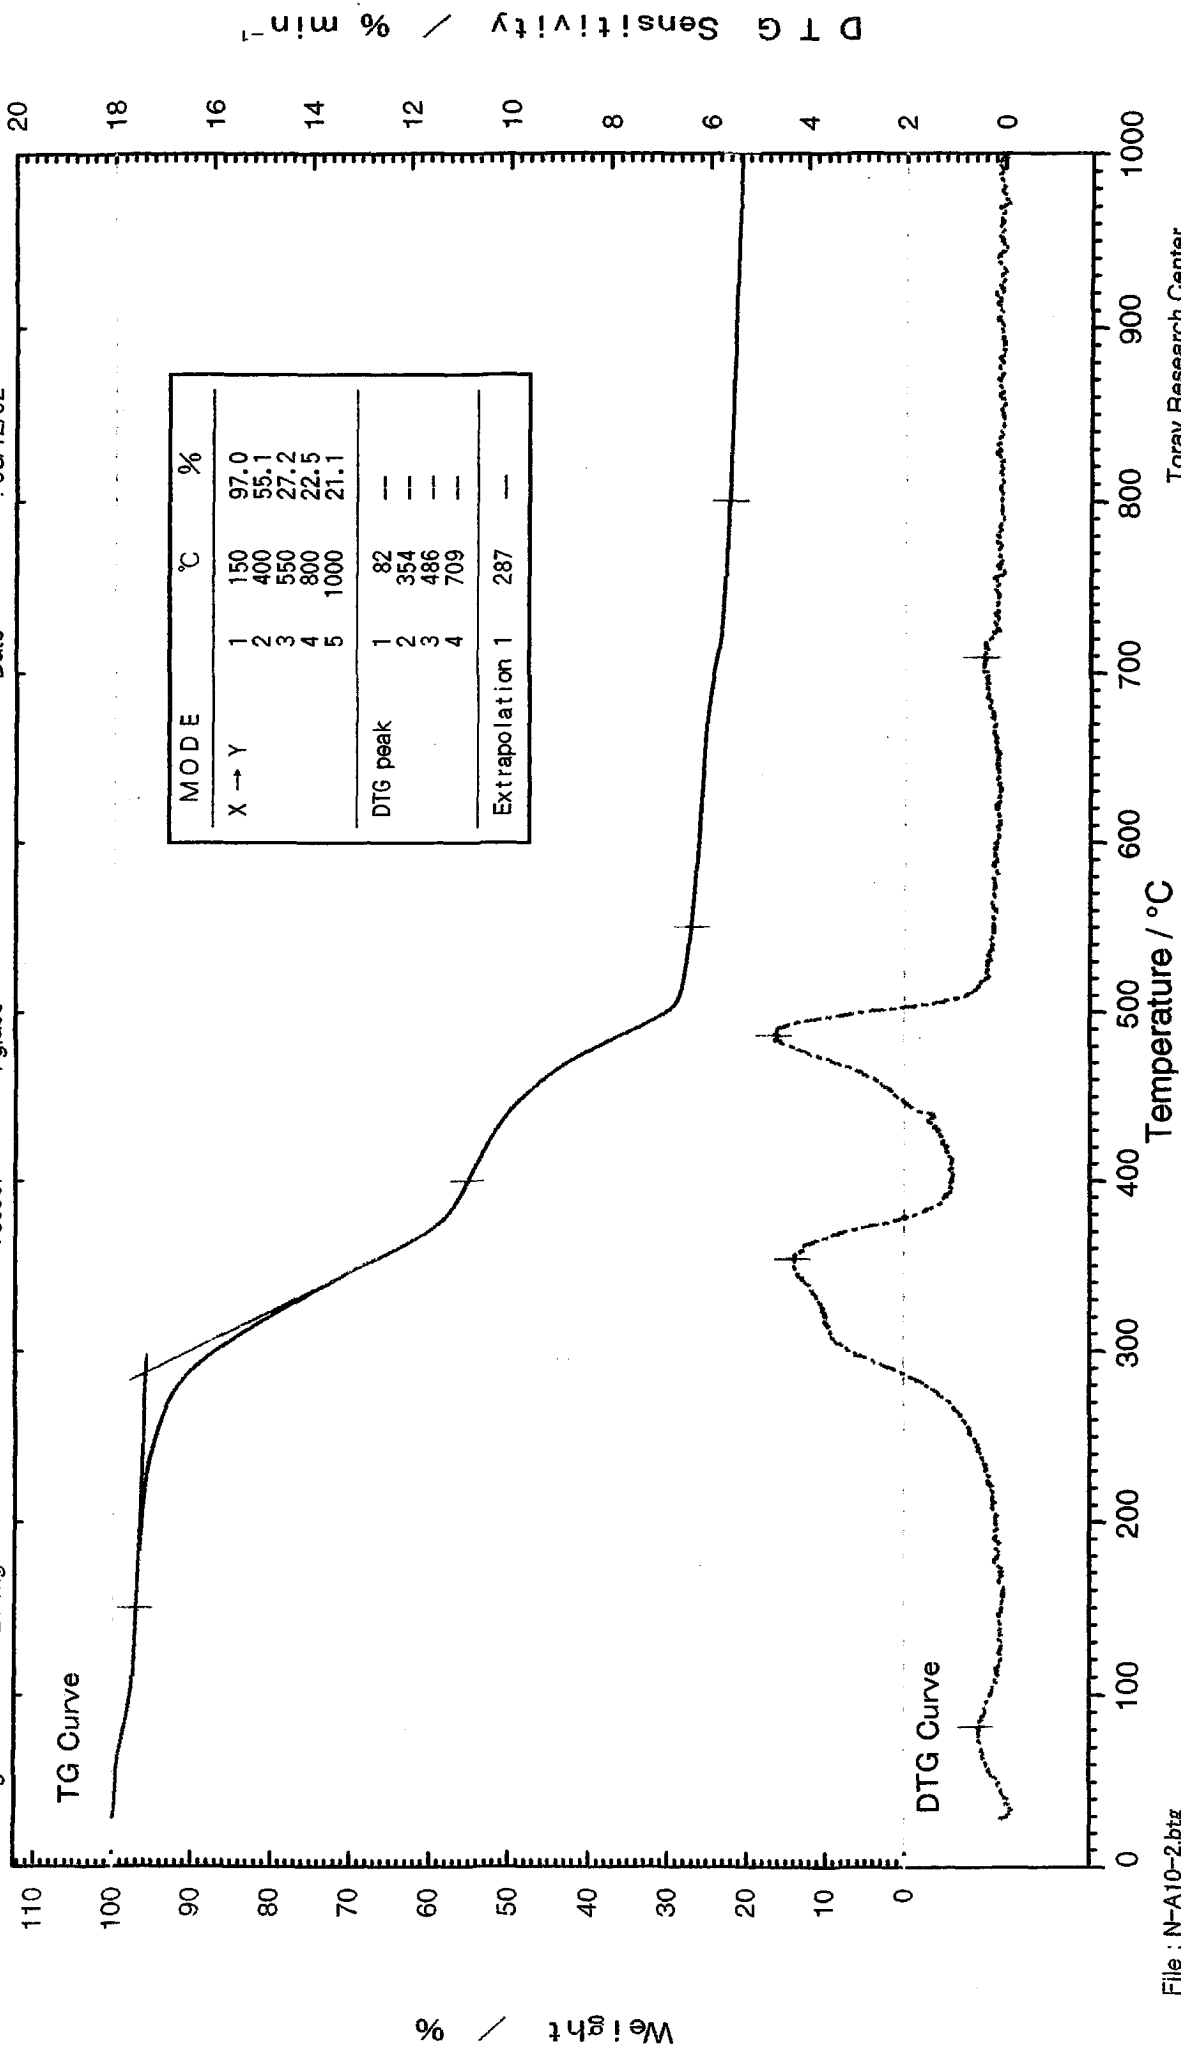 TG Curve
MODE °C %
X → Y 1 150 97.0
2 400 55.1
3 550 27.2
4 800 22.5
5 1000 21.1
DTG peak 1 82 ---
2 354 ---
3 486 ---
4 709 ---
Extrapolation 1 287 ---
DTG Curve
Weight / %
110
100
90
80
70
60
50
40
30
20
10
0
DTG Sensitivity / % min⁻¹
20
18
16
14
12
10
8
6
4
2
0
0 100 200 300 400 500 600 700 800 900 1000
Temperature / °C
File : N-A10-2.btg
Toray Research Center